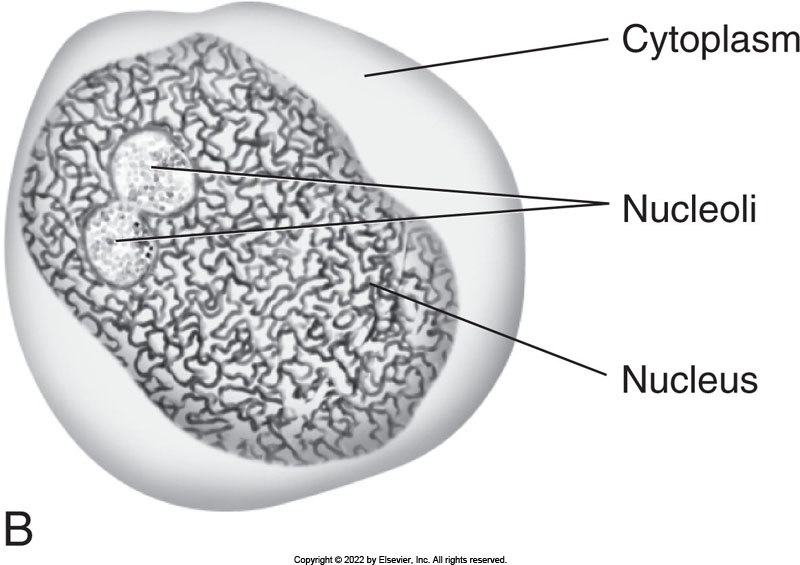 Cytoplasm
Nucleoli
Nucleus
B
Copyright © 2022 by Elsevier, Inc. All rights reserved.